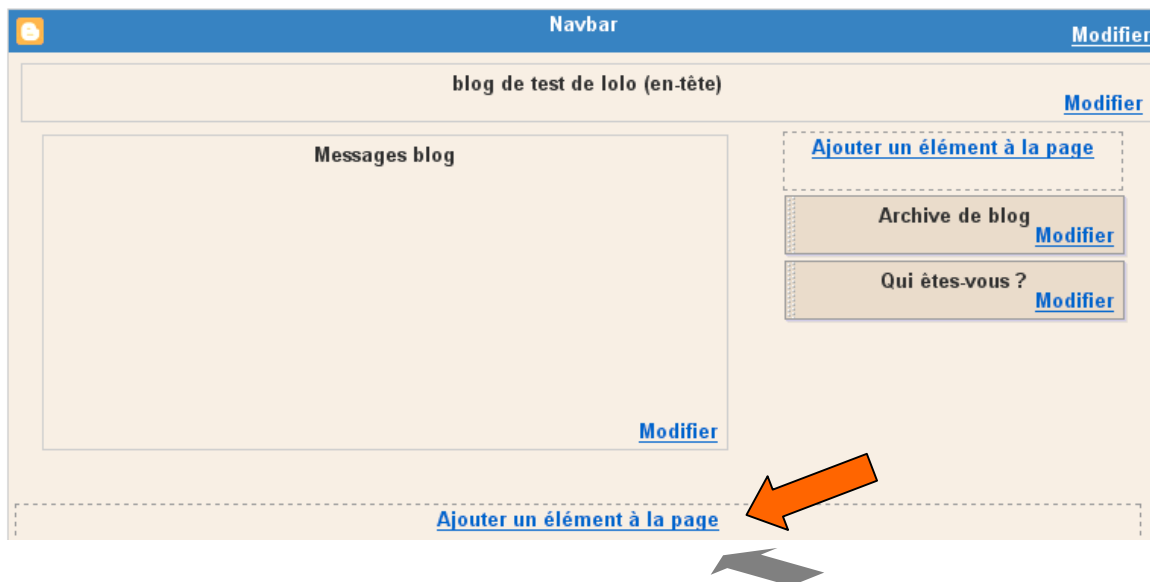 Navbar
Modifier
blog de test de lolo (en-tête)
Modifier
Messages blog
Modifier
Ajouter un élément à la page
Archive de blog
Modifier
Qui êtes-vous ?
Modifier
Ajouter un élément à la page